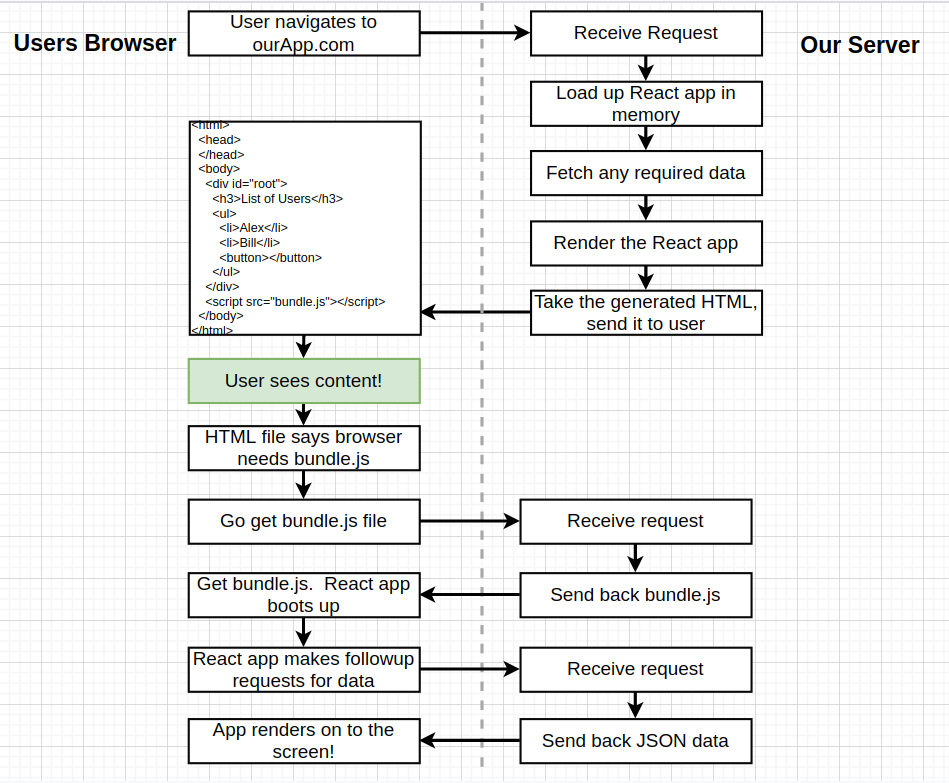 Users Browser
User navigates to
ourApp.com
Receive Request
Our Server
Load up React app in
memory
Fetch any required data
Render the React app
Take the generated HTML,
send it to user
<html>
<head>
</head>
<body>
<div id="root">
<h3>List of Users</h3>
<ul>
<li>Alex</li>
<li>Bill</li>
<button></button>
</ul>
</div>
<script src="bundle.js"></script>
</body>
</html>
User sees content!
HTML file says browser
needs bundle.js
Go get bundle.js file
Receive request
Send back bundle.js
Get bundle.js.  React app
boots up
React app makes followup
requests for data
Receive request
Send back JSON data
App renders on to the
screen!